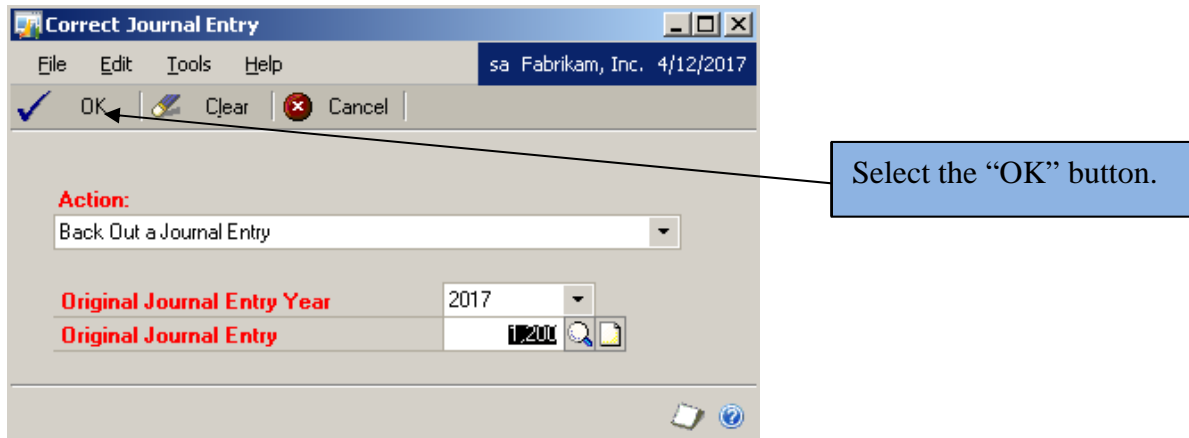 Correct Journal Entry
File Edit Tools Help sa Fabrikam, Inc. 4/12/2017
OK Clear Cancel
Select the “OK” button.
Action:
Back Out a Journal Entry
Original Journal Entry Year 2017
Original Journal Entry 1,200